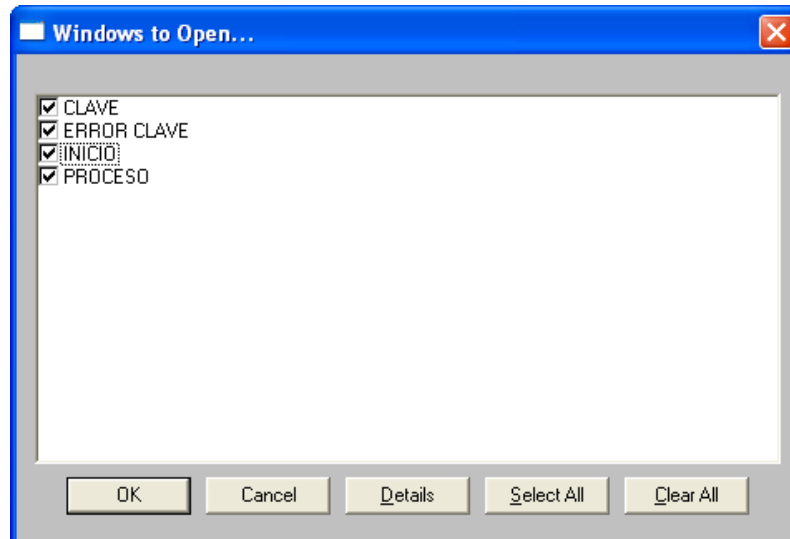 Windows to Open...
CLAVE
ERROR CLAVE
INICIO
PROCESO
OK Cancel Details Select All Clear All